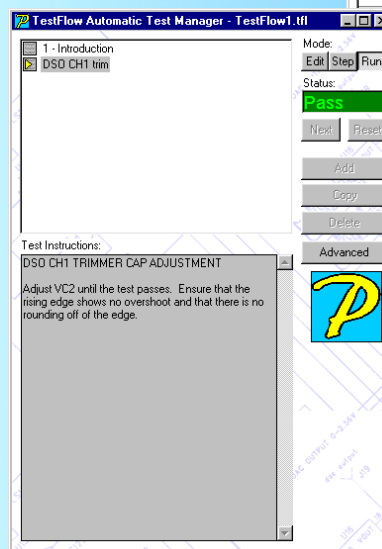 TestFlow Automatic Test Manager - TestFlow1.tfl
1 - Introduction
DSO CH1 trim
Mode:
Edit Step Run
Status:
Pass
Next Reset
Add
Copy
Delete
Advanced
Test Instructions:
DSO CH1 TRIMMER CAP ADJUSTMENT
Adjust VC2 until the test passes. Ensure that the
rising edge shows no overshoot and that there is no
rounding off of the edge.
P